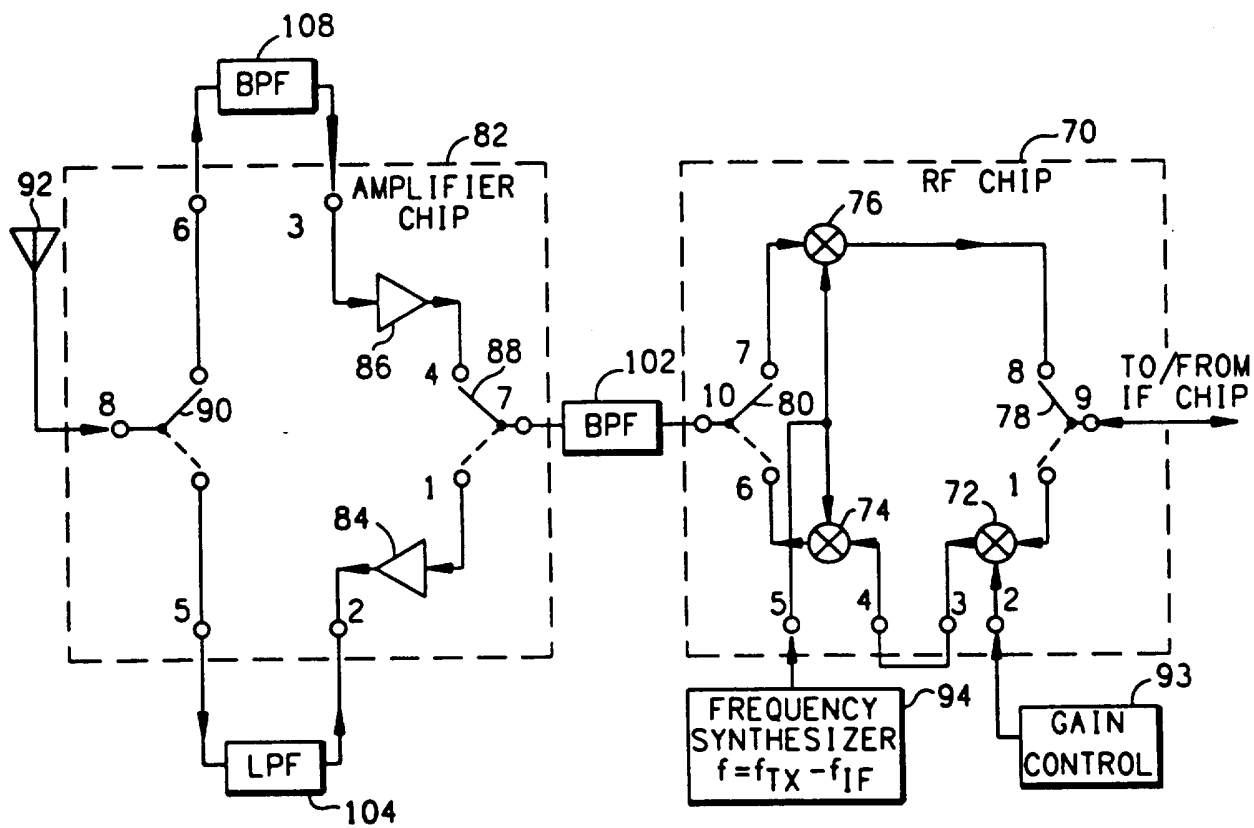 108
BPF
82
70
92
AMPLIFIER
CHIP
RF CHIP
76
6
3
86
4
88
7
102
BPF
7
10
80
8
78
9
TO/FROM
IF CHIP
8
90
1
84
6
74
72
1
5
2
5
4
3
2
LPF
104
FREQUENCY
SYNTHESIZER
f=fTX-fIF
94
GAIN
CONTROL
93